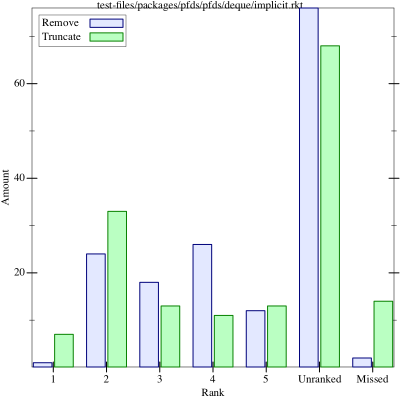 test-files/packages/pfds/pfds/deque/implicit.rkt
Remove
Truncate
60
40
20
Amount
1 2 3 4 5 Unranked Missed
Rank